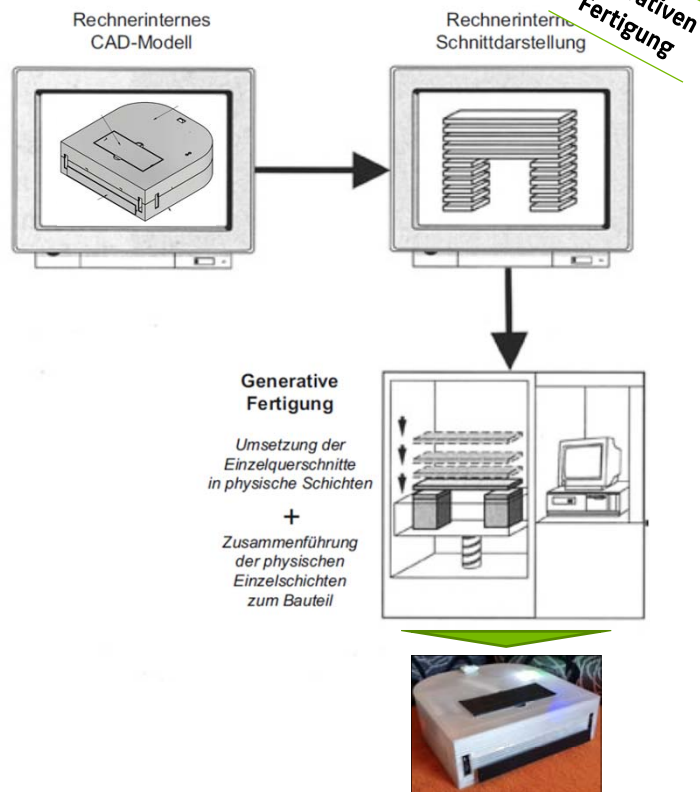 Rechnerinternes
CAD-Modell
Schnittdarstellung
Fertigung
Generative
Fertigung
Umsetzung der
Einzelquerschnitte
in physische Schichten
+
Zusammenführung
der physischen
Einzelschichten
zum Bauteil